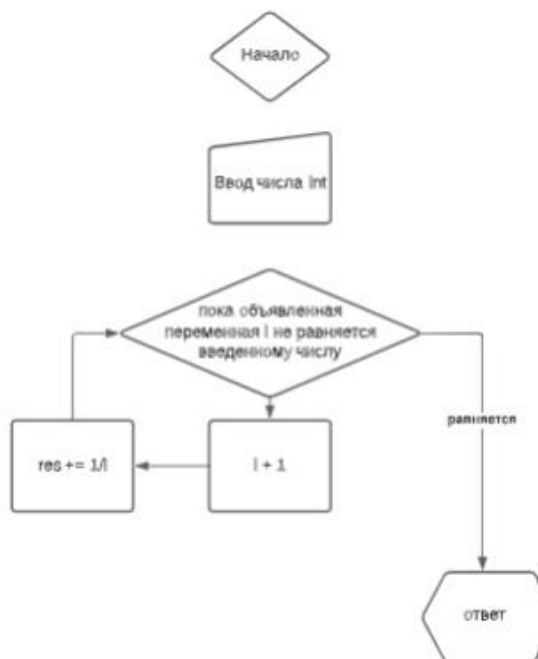 Начало
Ввод числа Int
пока объявленная
переменная I не равняется
введенному числу
равняется
I + 1
res += 1/I
ответ